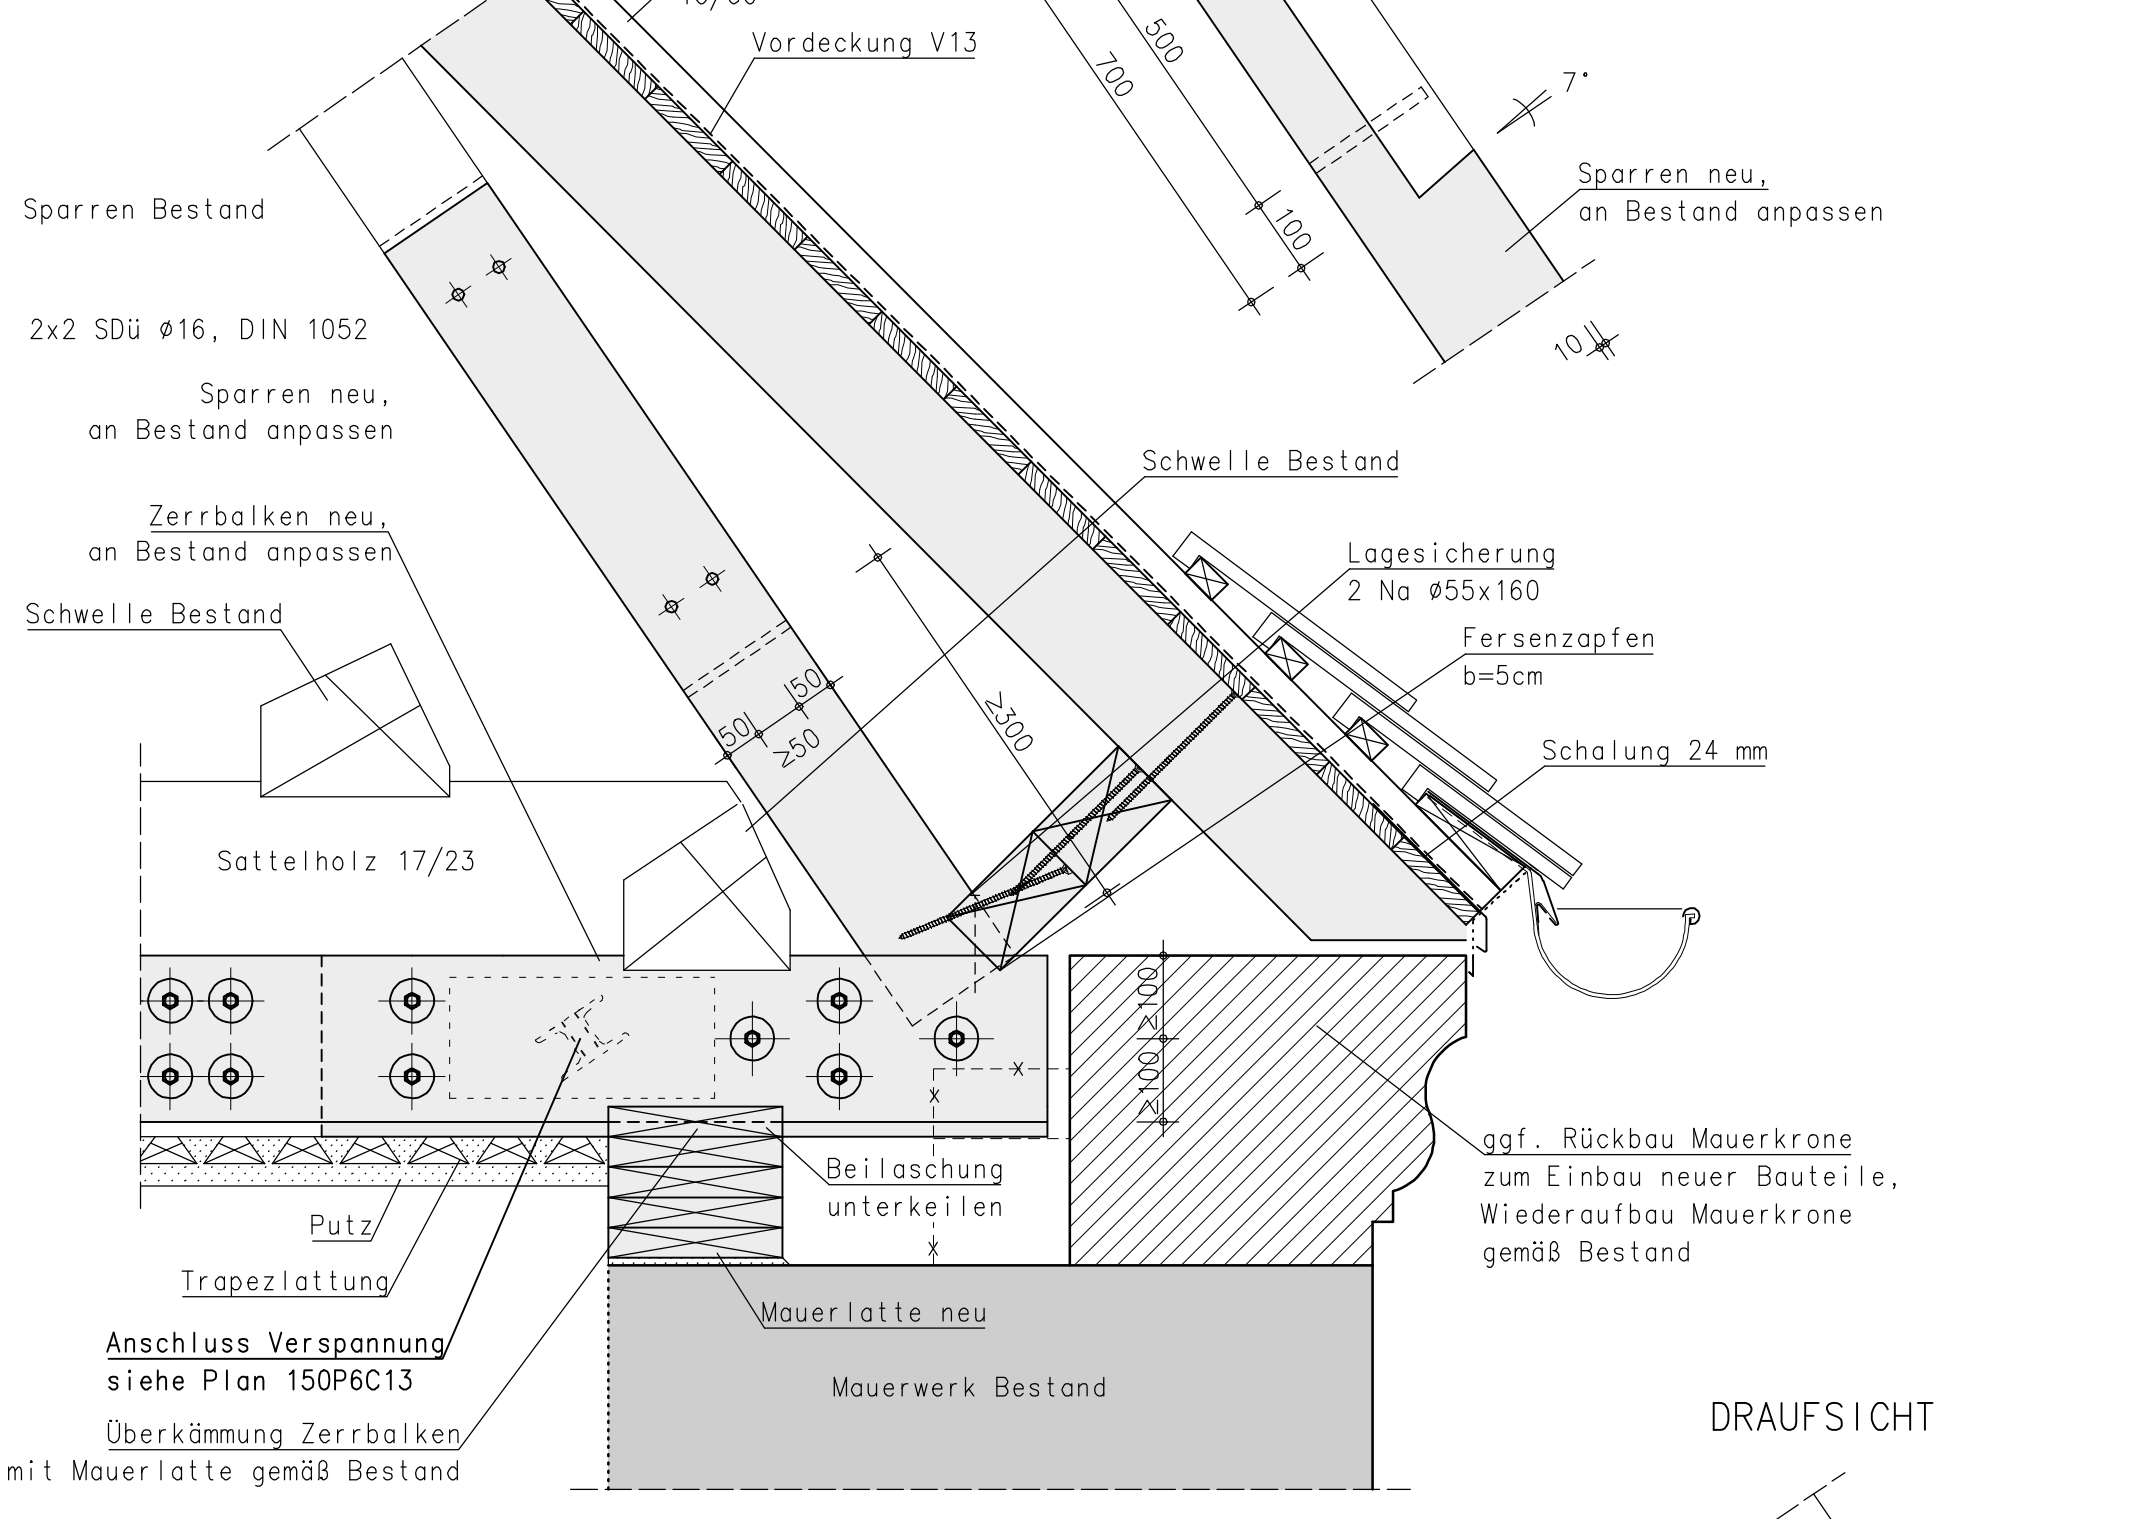 Vordeckung V13
500
700
7°
Sparren neu,
an Bestand anpassen
100
10
Sparren Bestand
2x2 SDü ø16, DIN 1052
Sparren neu,
an Bestand anpassen
Zerrbalken neu,
an Bestand anpassen
Schwelle Bestand
Schwelle Bestand
Lagesicherung
2 Na ø55x160
Fersenzapfen
b=5cm
Schalung 24 mm
50
50
≥50
≥300
Sattelholz 17/23
≥100
≥100
ggf. Rückbau Mauerkrone
zum Einbau neuer Bauteile,
Wiederaufbau Mauerkrone
gemäß Bestand
Beilaschung
unterkeilen
Putz
Trapezlattung
Mauerlatte neu
Anschluss Verspannung
siehe Plan 150P6C13
Mauerwerk Bestand
Überkämmung Zerrbalken
mit Mauerlatte gemäß Bestand
DRAUFSICHT